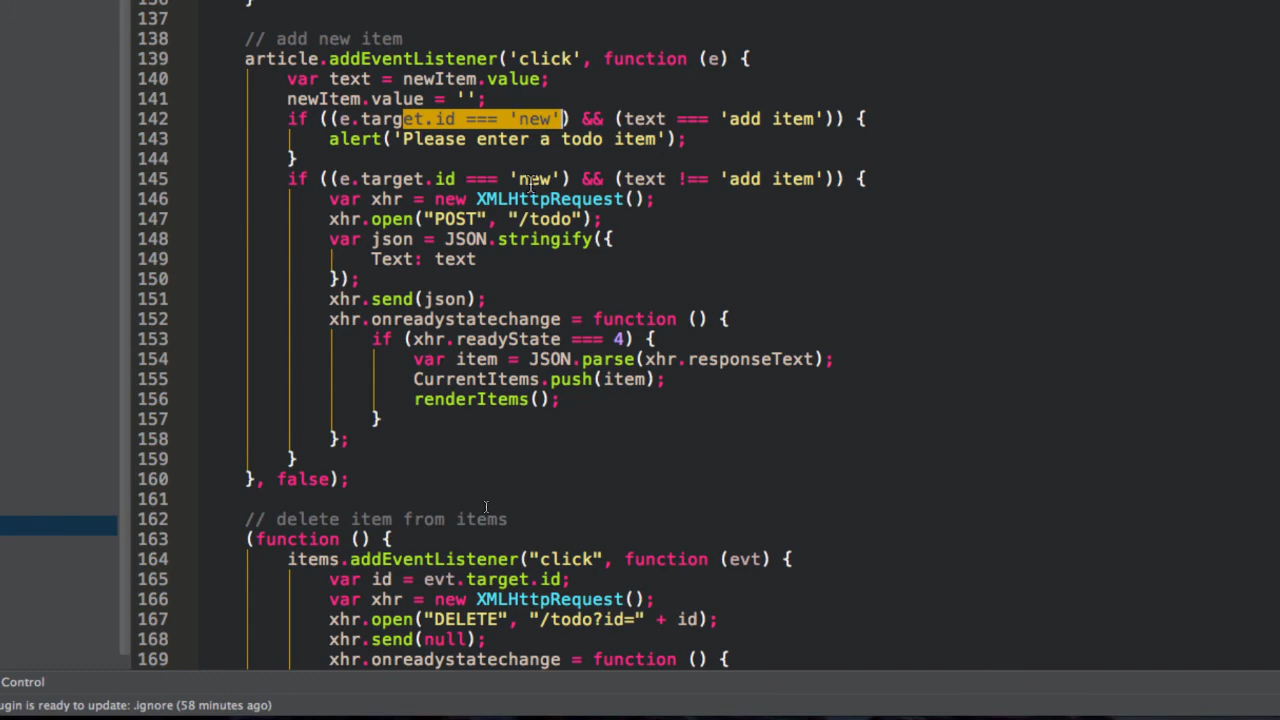 136 }
137
138 // add new item
139 article.addEventListener('click', function (e) {
140 var text = newItem.value;
141 newItem.value = '';
142 if ((e.target.id === 'new') && (text === 'add item')) {
143 alert('Please enter a todo item');
144 }
145 if ((e.target.id === 'new') && (text !== 'add item')) {
146 var xhr = new XMLHttpRequest();
147 xhr.open("POST", "/todo");
148 var json = JSON.stringify({
149 Text: text
150 });
151 xhr.send(json);
152 xhr.onreadystatechange = function () {
153 if (xhr.readyState === 4) {
154 var item = JSON.parse(xhr.responseText);
155 CurrentItems.push(item);
156 renderItems();
157 }
158 };
159 }
160 }, false);
161
162 // delete item from items
163 (function () {
164 items.addEventListener("click", function (evt) {
165 var id = evt.target.id;
166 var xhr = new XMLHttpRequest();
167 xhr.open("DELETE", "/todo?id=" + id);
168 xhr.send(null);
169 xhr.onreadystatechange = function () {
Control
ugin is ready to update: .ignore (58 minutes ago)